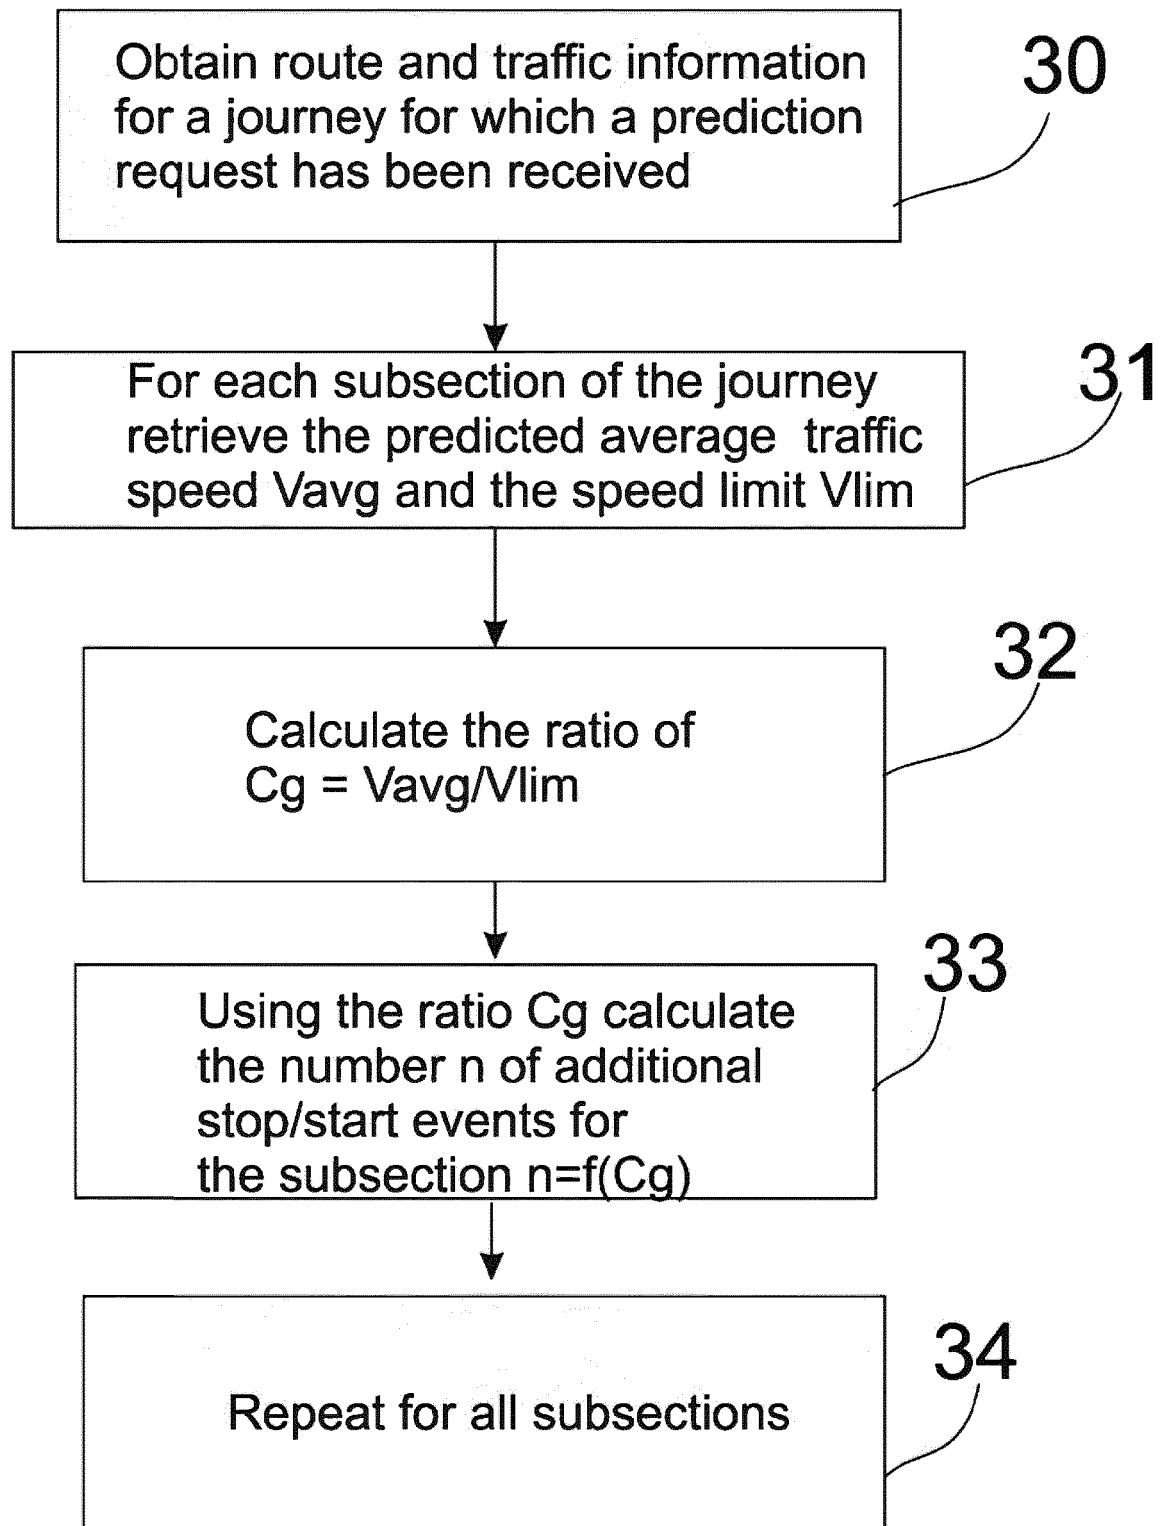 Obtain route and traffic information
for a journey for which a prediction
request has been received
30
For each subsection of the journey
retrieve the predicted average traffic
speed Vavg and the speed limit Vlim
31
Calculate the ratio of
Cg = Vavg/Vlim
32
Using the ratio Cg calculate
the number n of additional
stop/start events for
the subsection n=f(Cg)
33
Repeat for all subsections
34